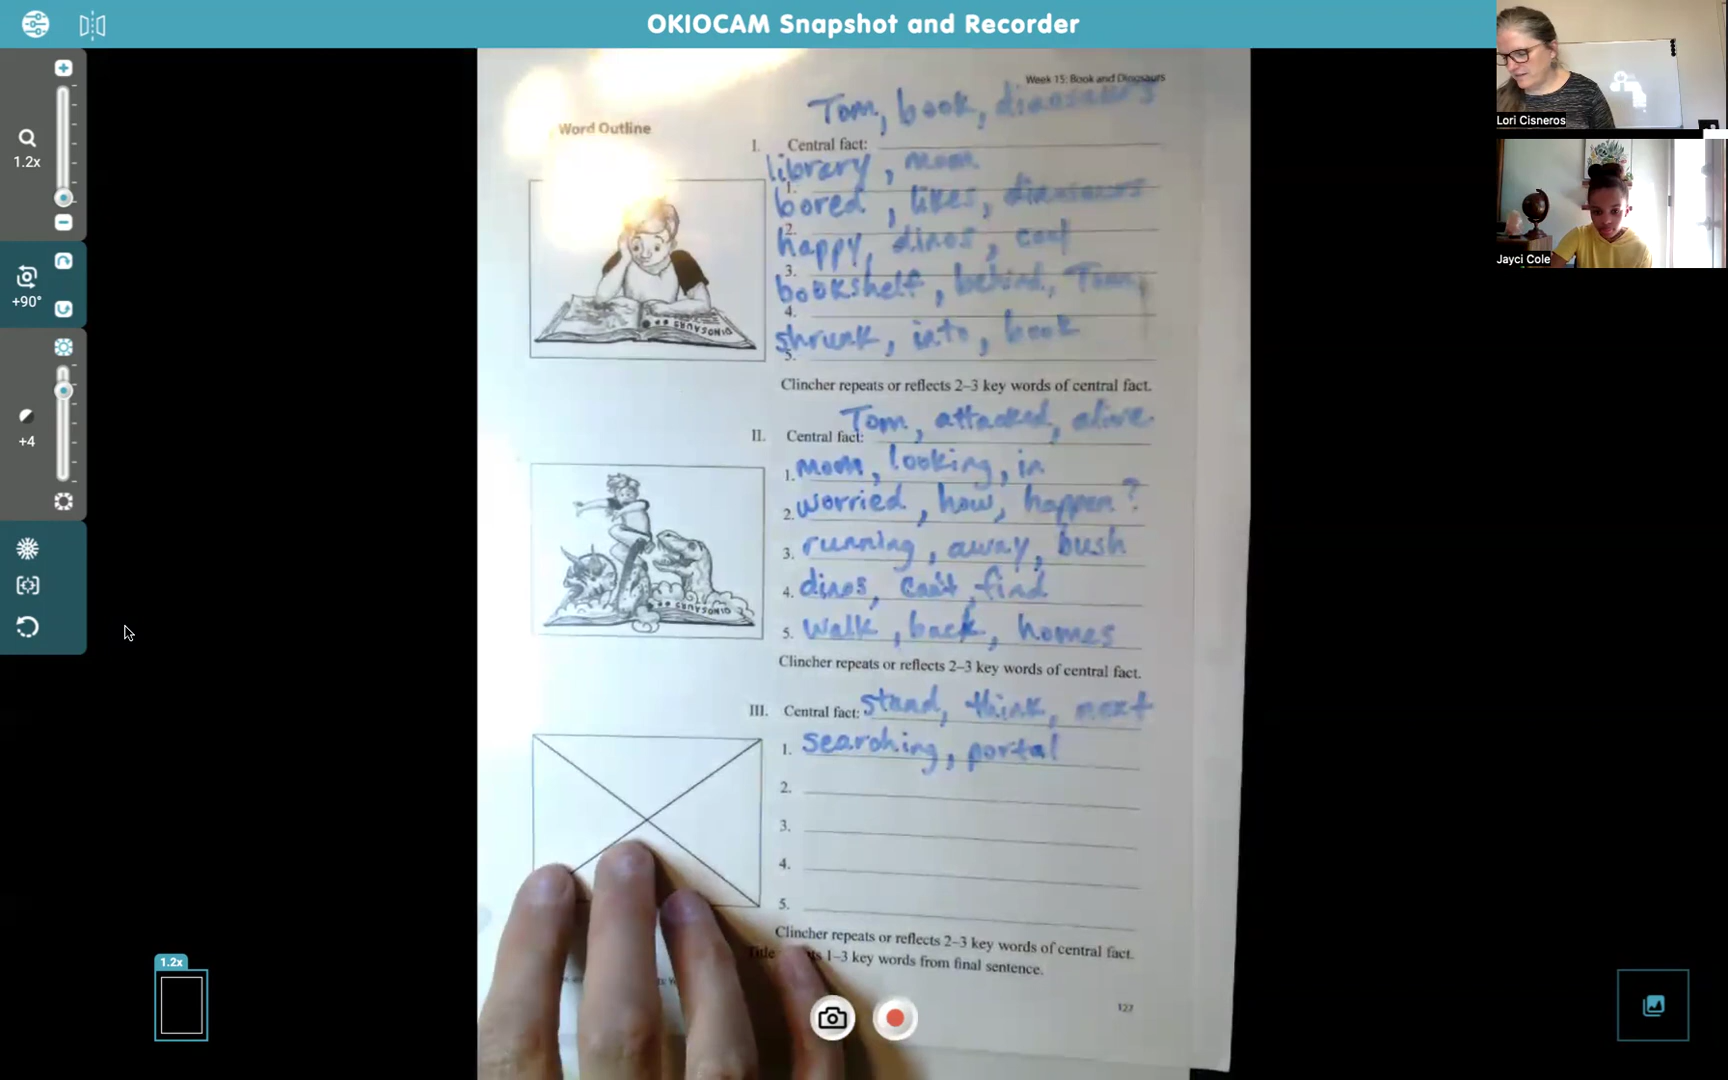 OKIOCAM Snapshot and Recorder
Lori Cisneros
Jayci Cole
1.2x
+90°
+4
1.2x
Week 15: Book and Dinosaurs
Tom, book, dinosaurs
Word Outline
I. Central fact:
library, mom
1.
bored, likes, dinosaurs
2.
happy, dinos, cool
3.
bookshelf, behind, Tom
4.
shrunk, into, book
5.
DINOSAURS
Clincher repeats or reflects 2–3 key words of central fact.
Tom, attacked, alive
II. Central fact:
1. mom, looking, in
2. worried, how, happen?
3. running, away, bush
4. dinos, can't, find
5. walk, back, homes
DINOSAURS
Clincher repeats or reflects 2–3 key words of central fact.
III. Central fact: stand, think, next
1. searching, portal
2.
3.
4.
5.
Clincher repeats or reflects 2–3 key words of central fact.
Title 1–3 key words from final sentence.
127